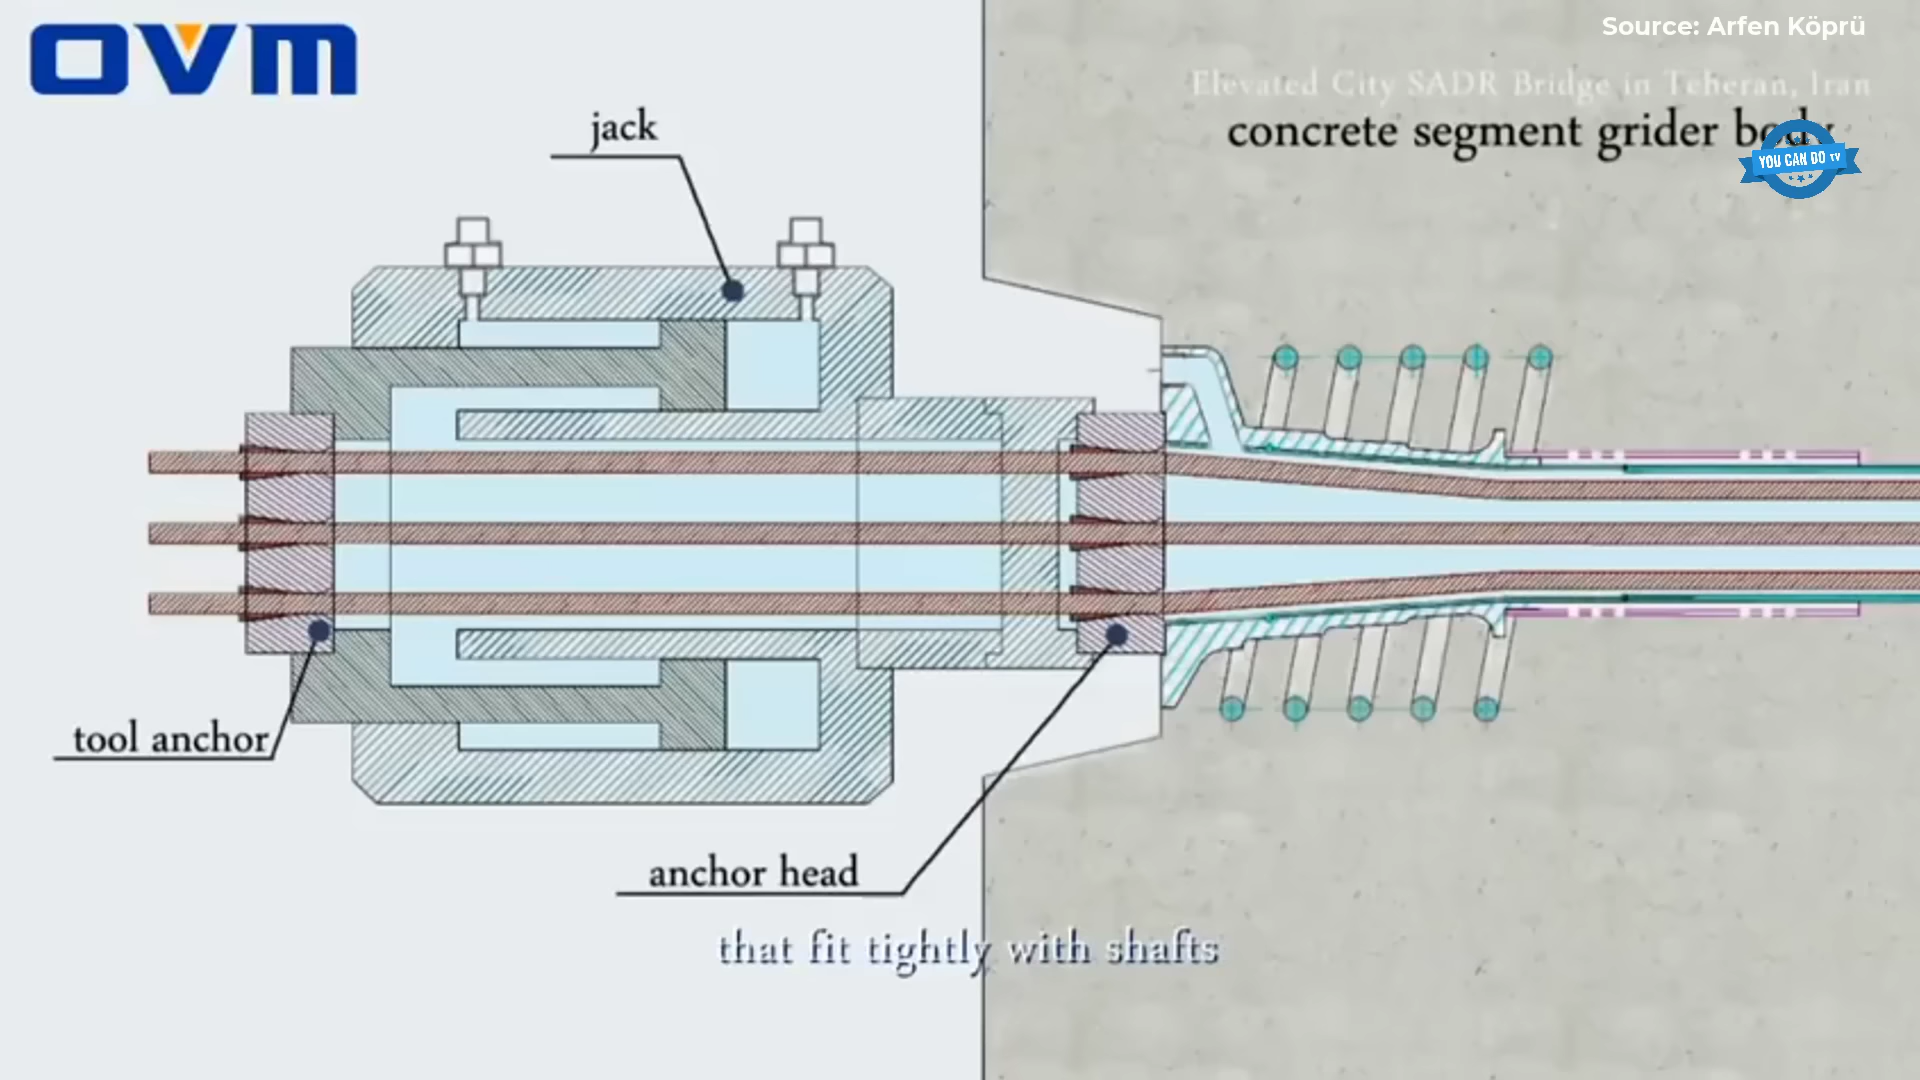 OVM
Source: Arfen Köprü
Elevated City SADR Bridge in Teheran, Iran
jack
concrete segment grider body
YOU CAN DO TV
tool anchor
anchor head
that fit tightly with shafts